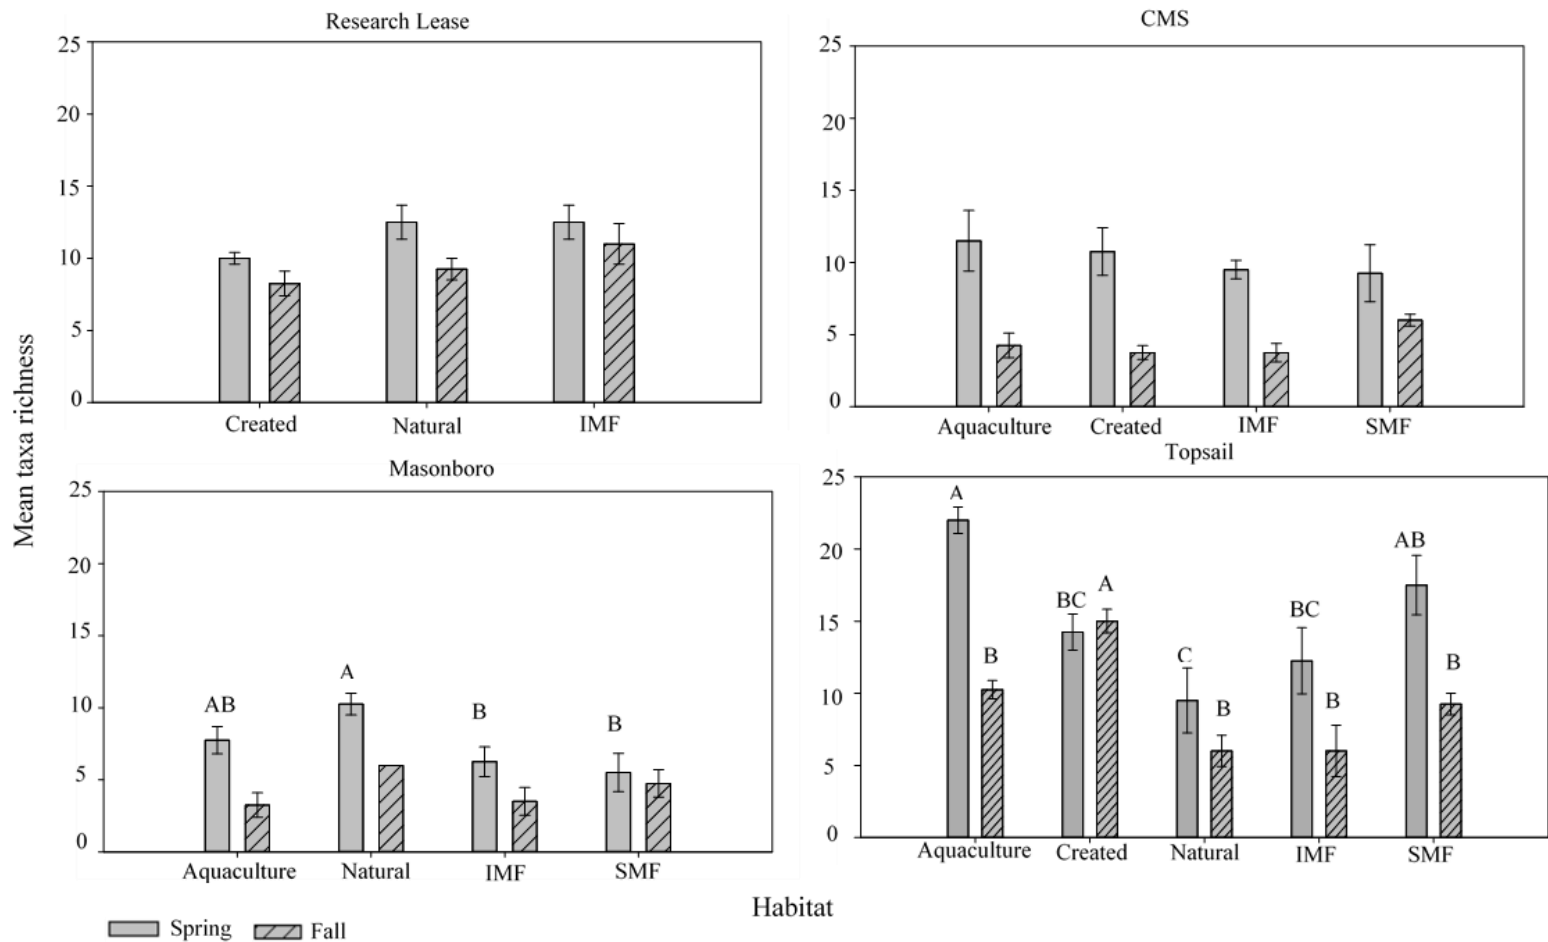 Research Lease
25
20
15
10
5
0
Created Natural IMF
CMS
25
20
15
10
5
0
Aquaculture Created IMF SMF
Mean taxa richness
Masonboro
25
20
15
10
5
0
AB A B B
Aquaculture Natural IMF SMF
Topsail
25
20
15
10
5
0
A B BC A C B BC B AB B
Aquaculture Created Natural IMF SMF
Habitat
Spring Fall